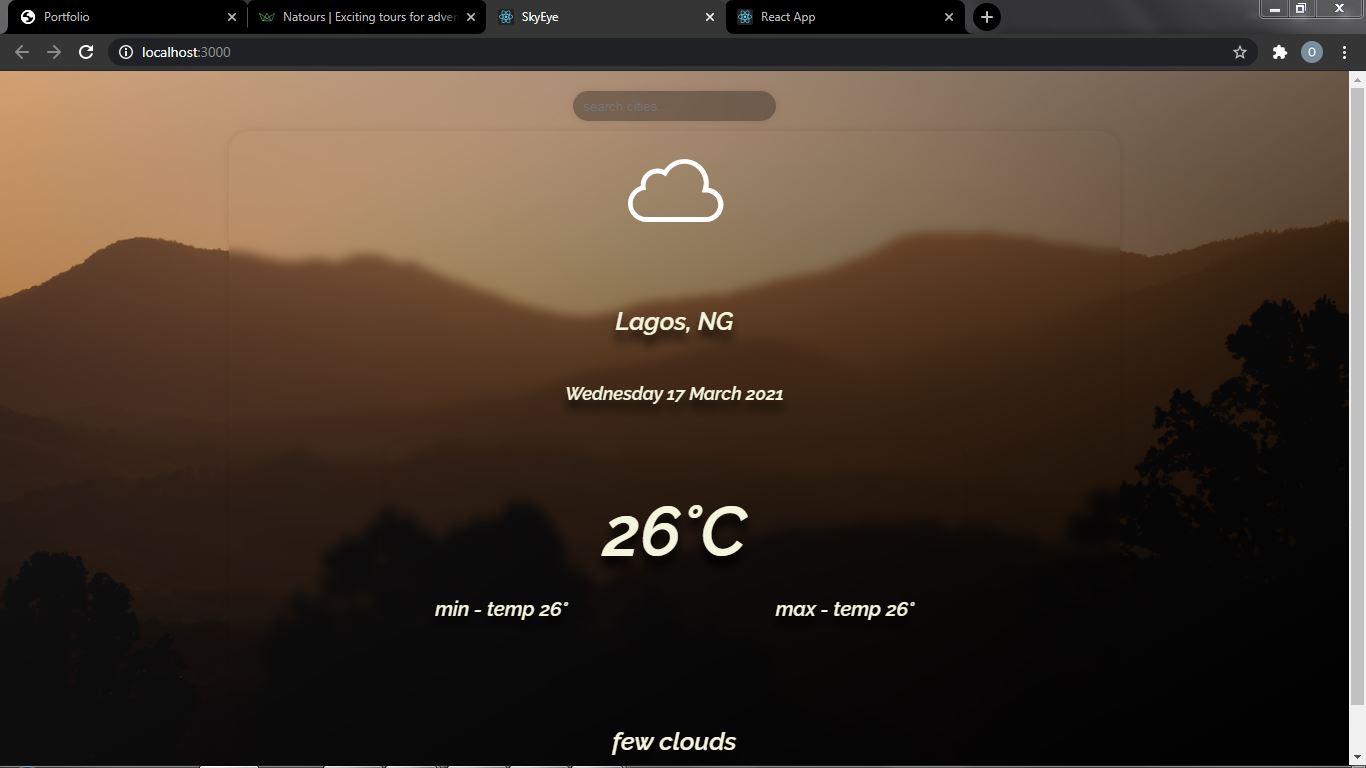 Portfolio
Natours | Exciting tours for adven
SkyEye
React App
localhost:3000
O
search cities...
Lagos, NG
Wednesday 17 March 2021
26°C
min - temp 26°
max - temp 26°
few clouds